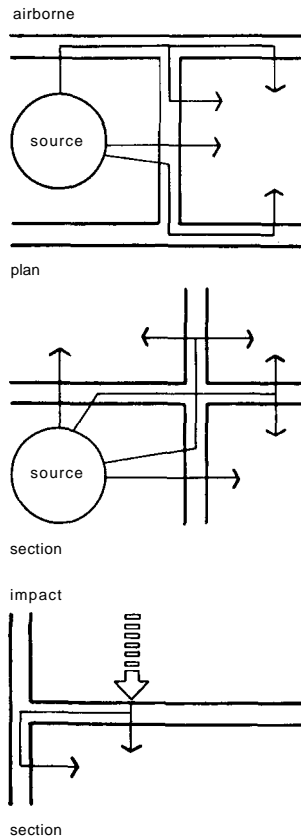 airborne
source
plan
source
section
impact
section